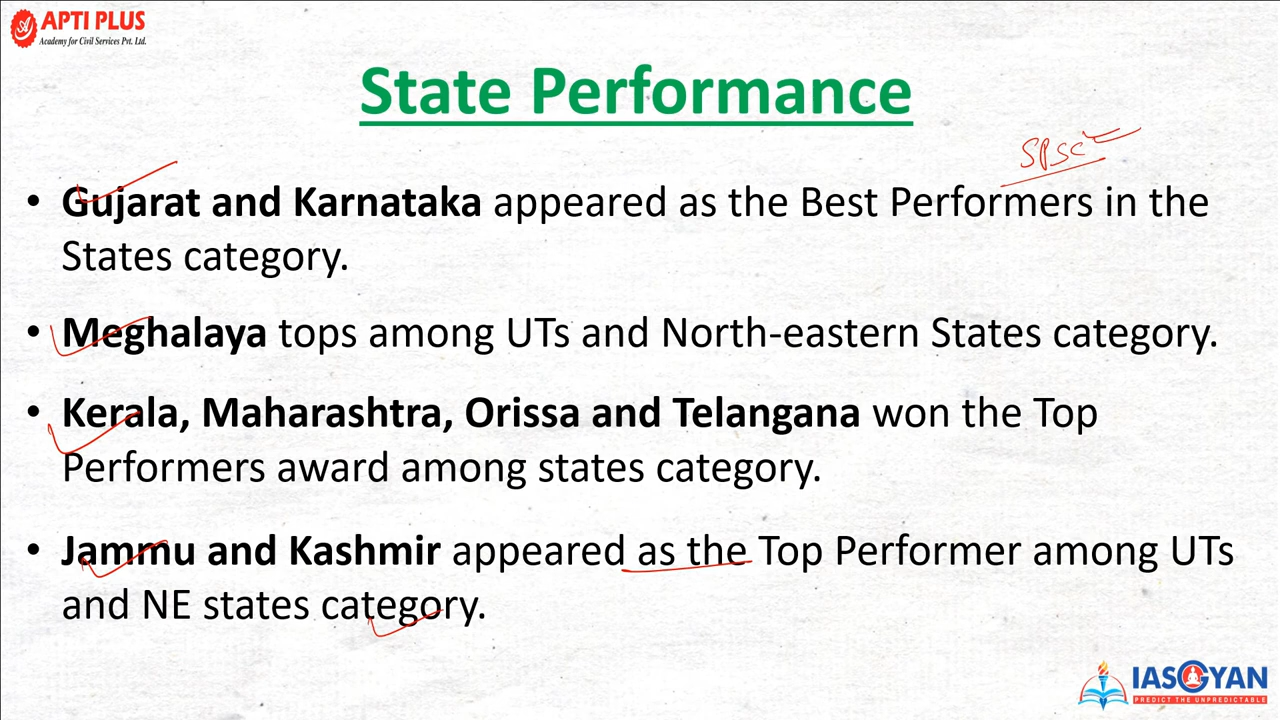 APTI PLUS
Academy for Civil Services Pvt. Ltd.
State Performance
SPSC
• Gujarat and Karnataka appeared as the Best Performers in the
States category.
• Meghalaya tops among UTs and North-eastern States category.
• Kerala, Maharashtra, Orissa and Telangana won the Top
Performers award among states category.
• Jammu and Kashmir appeared as the Top Performer among UTs
and NE states category.
IASGYAN
PREDICT THE UNPREDICTABLE